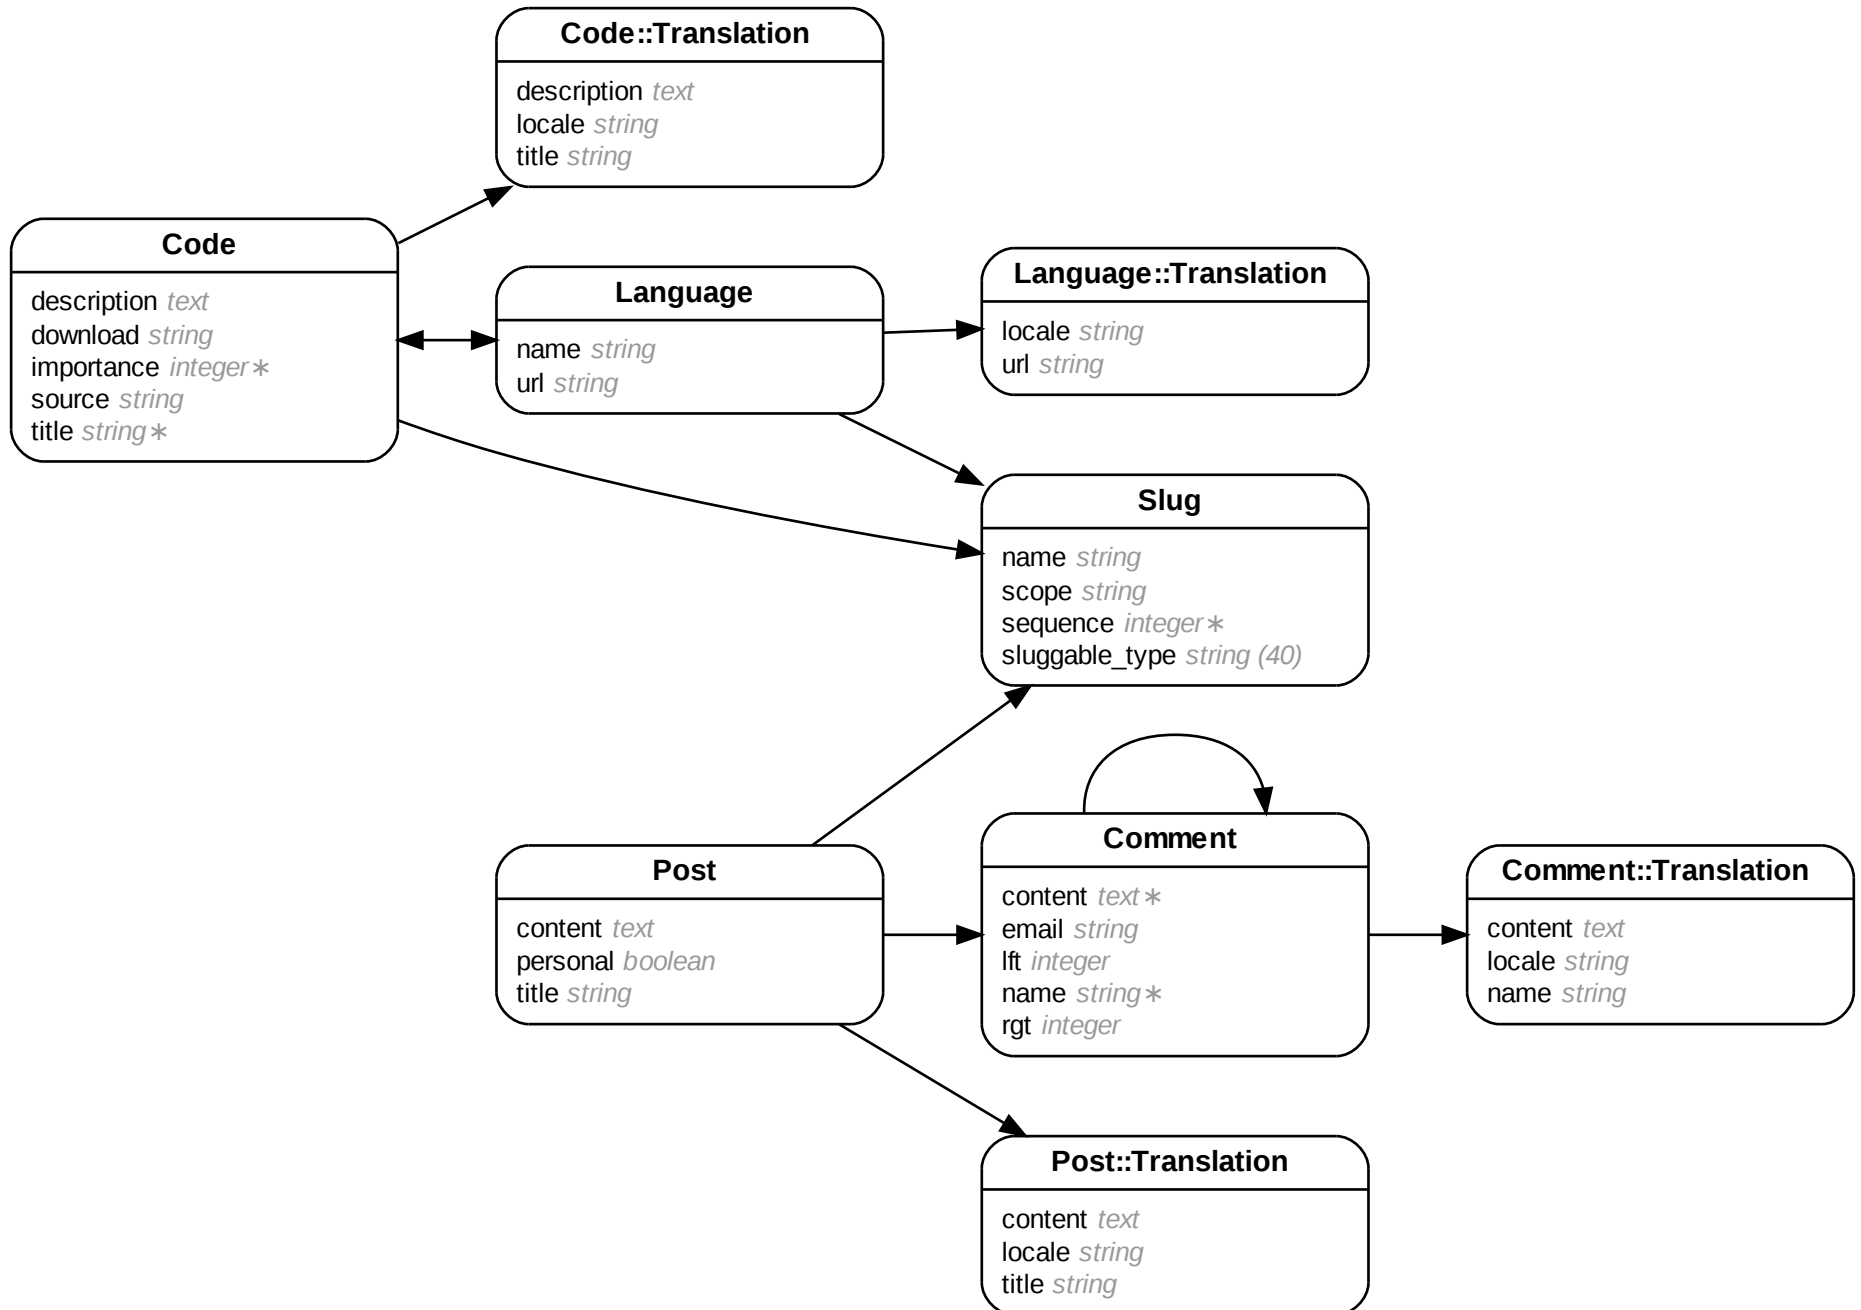 Code::Translation
description text
locale string
title string
Code
description text
download string
importance integer∗
source string
title string∗
Language
name string
url string
Language::Translation
locale string
url string
Slug
name string
scope string
sequence integer∗
sluggable_type string (40)
Post
content text
personal boolean
title string
Comment
content text∗
email string
lft integer
name string∗
rgt integer
Comment::Translation
content text
locale string
name string
Post::Translation
content text
locale string
title string